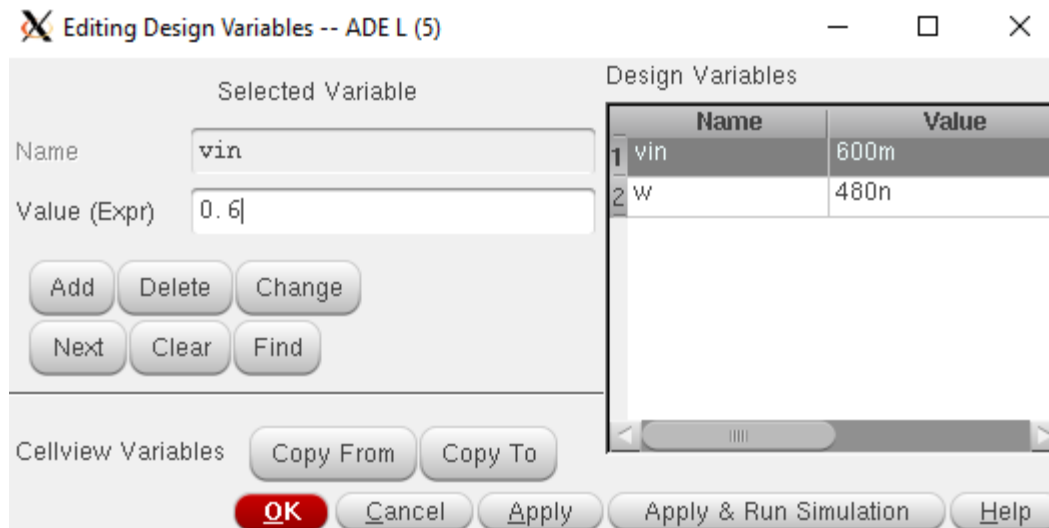 Editing Design Variables -- ADE L (5)
Selected Variable
Name vin
Value (Expr) 0.6
Add Delete Change
Next Clear Find
Cellview Variables Copy From Copy To
Design Variables
Name Value
1 vin 600m
2 w 480n
OK Cancel Apply Apply & Run Simulation Help